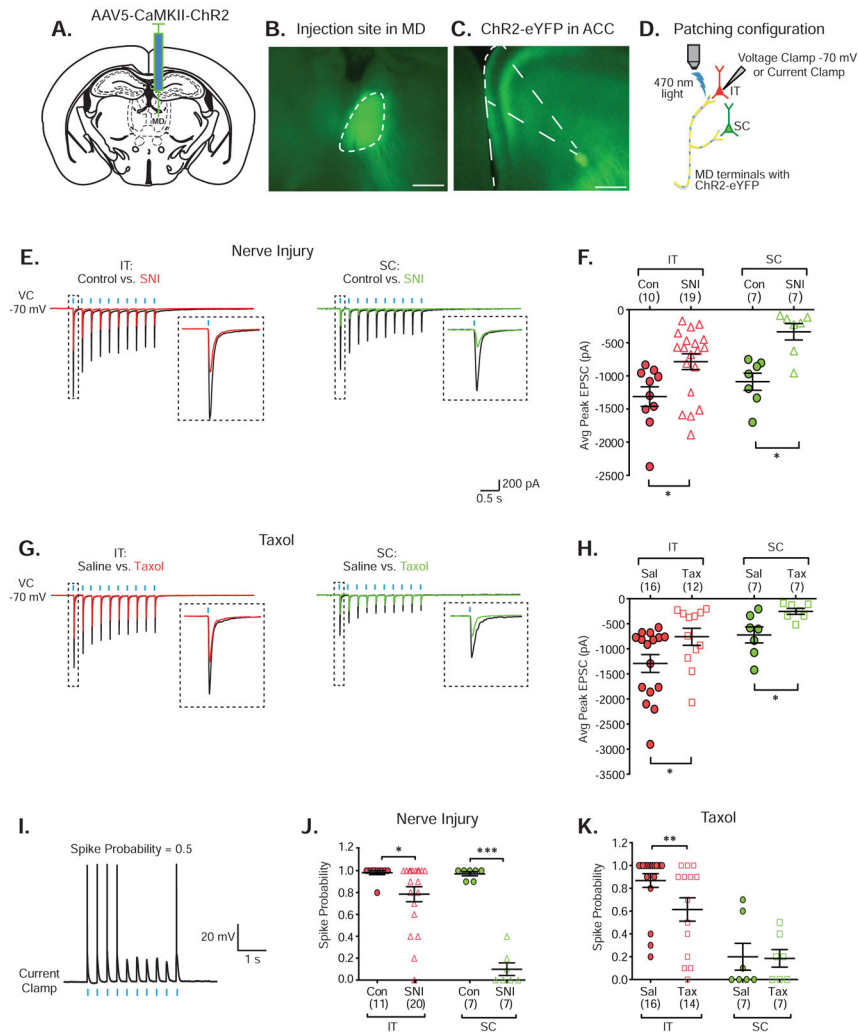 A.
AAV5-CaMKII-ChR2
MD
B.
Injection site in MD
C.
ChR2-eYFP in ACC
D.
Patching configuration
470 nm
light
Voltage Clamp -70 mV
or Current Clamp
IT
SC
MD terminals with
ChR2-eYFP
E.
Nerve Injury
IT:
Control vs. SNI
SC:
Control vs. SNI
VC
-70 mV
200 pA
0.5 s
F.
IT
SC
Con
(10)
SNI
(19)
Con
(7)
SNI
(7)
Avg Peak EPSC (pA)
0
-500
-1000
-1500
-2000
-2500
*
*
G.
Taxol
IT:
Saline vs. Taxol
SC:
Saline vs. Taxol
VC
-70 mV
H.
IT
SC
Sal
(16)
Tax
(12)
Sal
(7)
Tax
(7)
Avg Peak EPSC (pA)
0
-500
-1000
-1500
-2000
-2500
-3000
-3500
*
*
I.
Spike Probability = 0.5
20 mV
1 s
Current
Clamp
J.
Nerve Injury
Spike Probability
1.2
1.0
0.8
0.6
0.4
0.2
0.0
*
***
Con
(11)
SNI
(20)
Con
(7)
SNI
(7)
IT
SC
K.
Taxol
Spike Probability
1.2
1.0
0.8
0.6
0.4
0.2
0.0
**
Sal
(16)
Tax
(14)
Sal
(7)
Tax
(7)
IT
SC